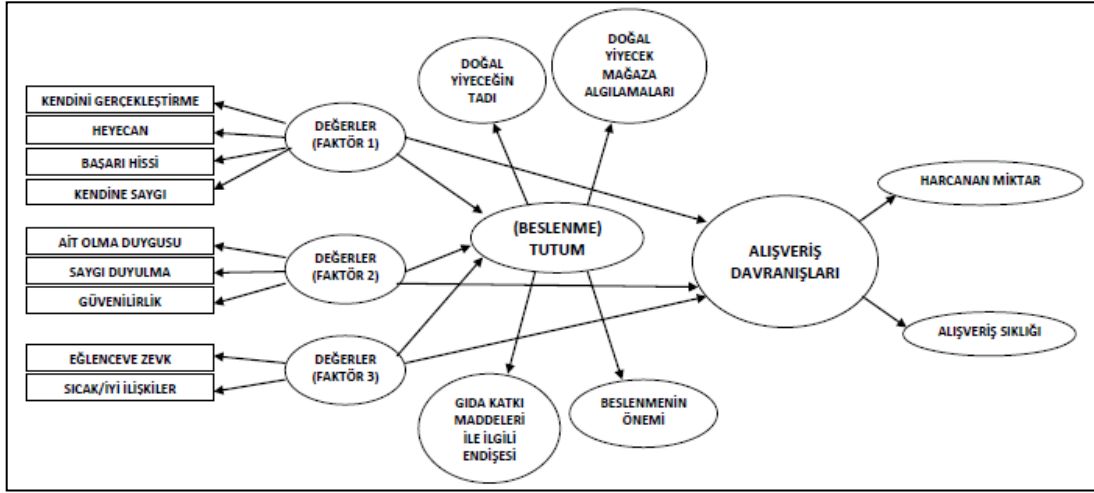 DOĞAL
YİYECEĞİN
TADI
DOĞAL
YİYECEK
MAĞAZA
ALGILAMALARI
KENDİNİ GERÇEKLEŞTİRME
HEYECAN
BAŞARI HİSSİ
KENDİNE SAYGI
DEĞERLER
(FAKTÖR 1)
AİT OLMA DUYGUSU
SAYGI DUYULMA
GÜVENİLİRLİK
DEĞERLER
(FAKTÖR 2)
EĞLENCEVE ZEVK
SICAK/İYİ İLİŞKİLER
DEĞERLER
(FAKTÖR 3)
(BESLENME)
TUTUM
GIDA KATKI
MADDELERİ
İLE İLGİLİ
ENDİŞESİ
BESLENMENİN
ÖNEMİ
ALIŞVERİŞ
DAVRANIŞLARI
HARCANAN MİKTAR
ALIŞVERİŞ SIKLIĞI